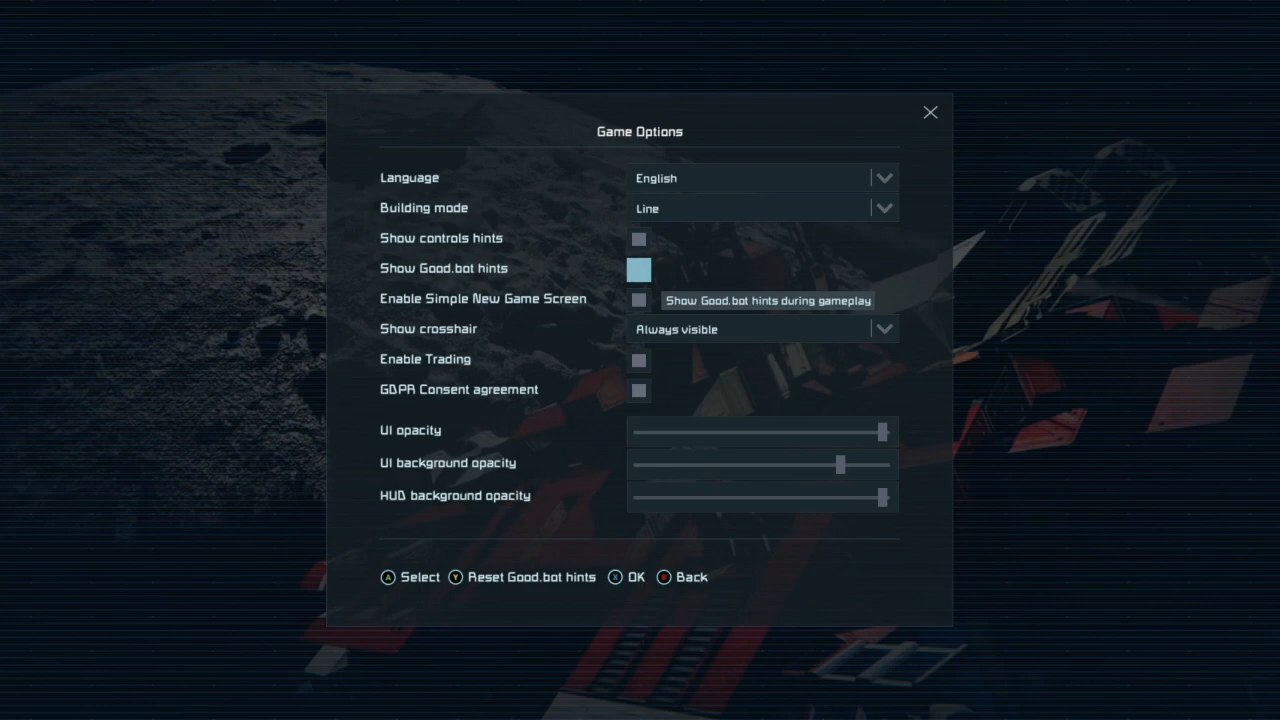 Game Options
Language English
Building mode Line
Show controls hints
Show Good.bot hints
Enable Simple New Game Screen Show Good.bot hints during gameplay
Show crosshair Always visible
Enable Trading
GDPR Consent agreement
UI opacity
UI background opacity
HUD background opacity
A Select Y Reset Good.bot hints X OK B Back